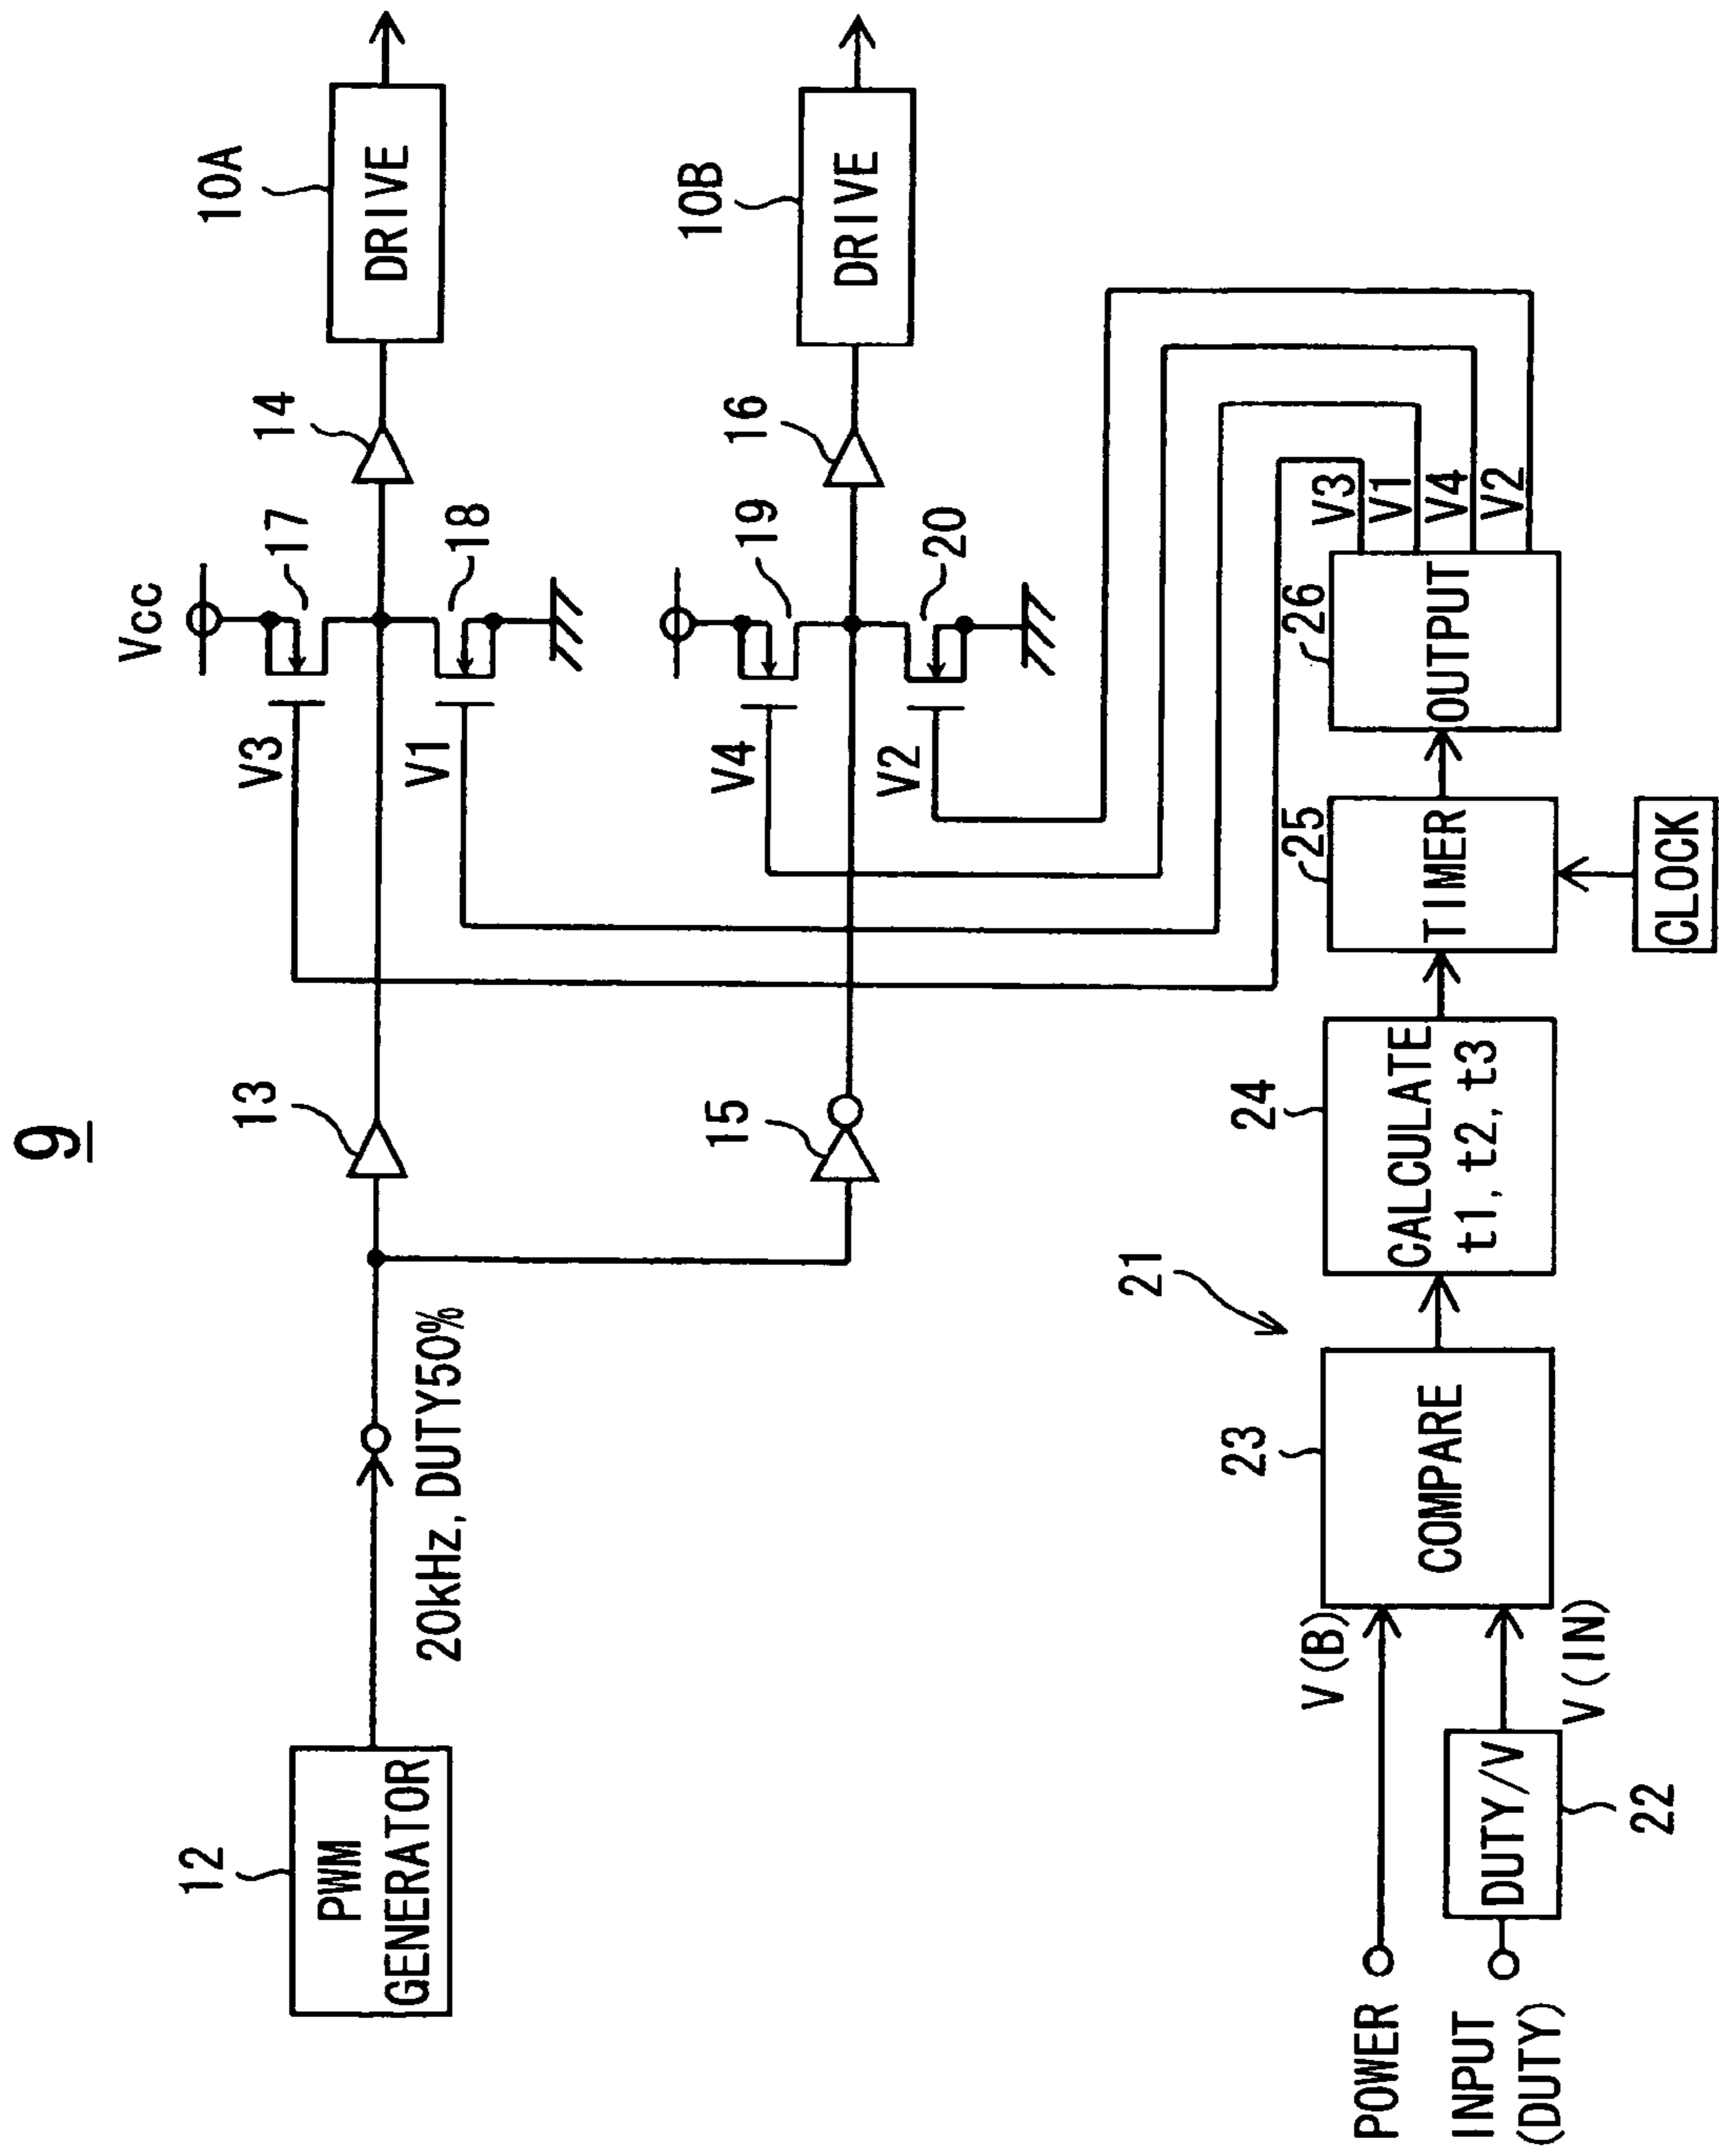 9
12
PWM
GENERATOR
20kHz, DUTY50%
13
15
Vcc
V3
17
V1
18
14
10A
DRIVE
V4
19
V2
20
16
10B
DRIVE
21
POWER
V(B)
INPUT
(DUTY)
DUTY/V
22
V(IN)
23
COMPARE
24
CALCULATE
t1, t2, t3
25
TIMER
CLOCK
26
OUTPUT
V3
V1
V4
V2